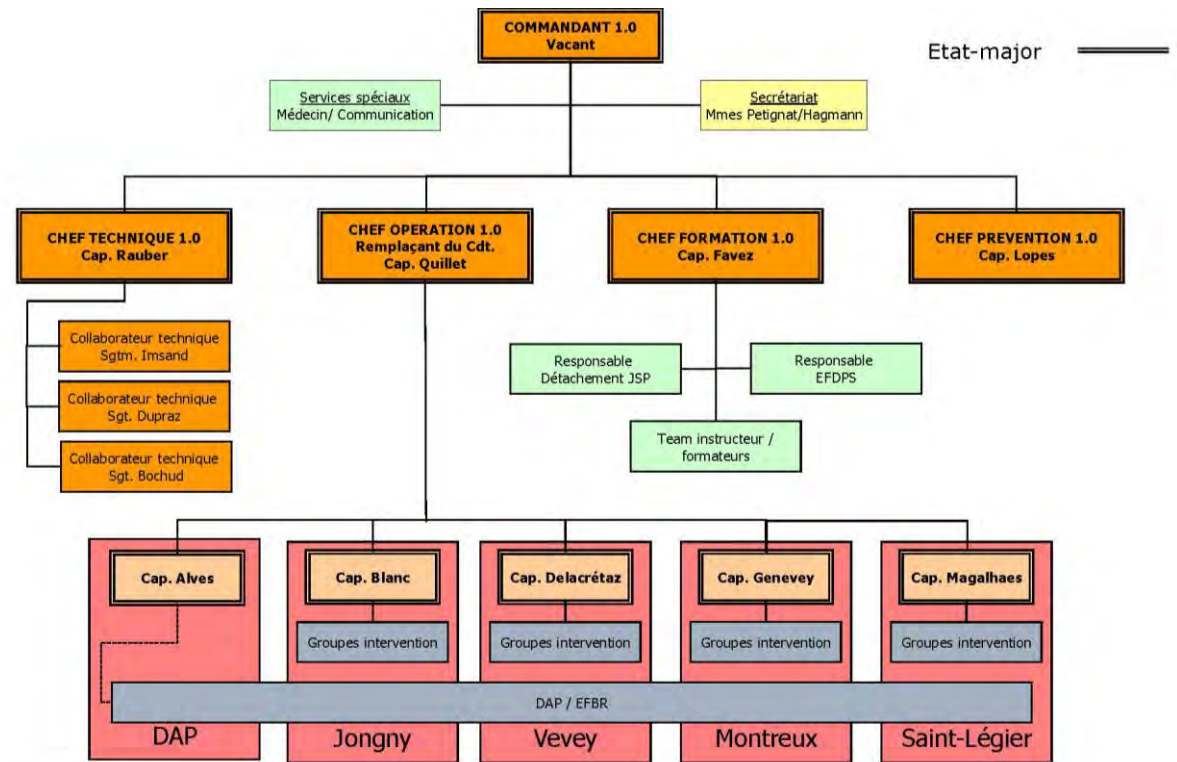 COMMANDANT 1.0
Vacant
Etat-major
Services spéciaux
Médecin/ Communication
Secrétariat
Mmes Petignat/Hagmann
CHEF TECHNIQUE 1.0
Cap. Rauber
CHEF OPERATION 1.0
Remplaçant du Cdt.
Cap. Quillet
CHEF FORMATION 1.0
Cap. Favez
CHEF PREVENTION 1.0
Cap. Lopes
Collaborateur technique
Sgtm. Imsand
Collaborateur technique
Sgt. Dupraz
Collaborateur technique
Sgt. Bochud
Responsable
Détachement JSP
Responsable
EFDPS
Team instructeur /
formateurs
Cap. Alves
Cap. Blanc
Cap. Delacrétaz
Cap. Genevey
Cap. Magalhaes
Groupes intervention
Groupes intervention
Groupes intervention
Groupes intervention
DAP / EFBR
DAP
Jongny
Vevey
Montreux
Saint-Légier